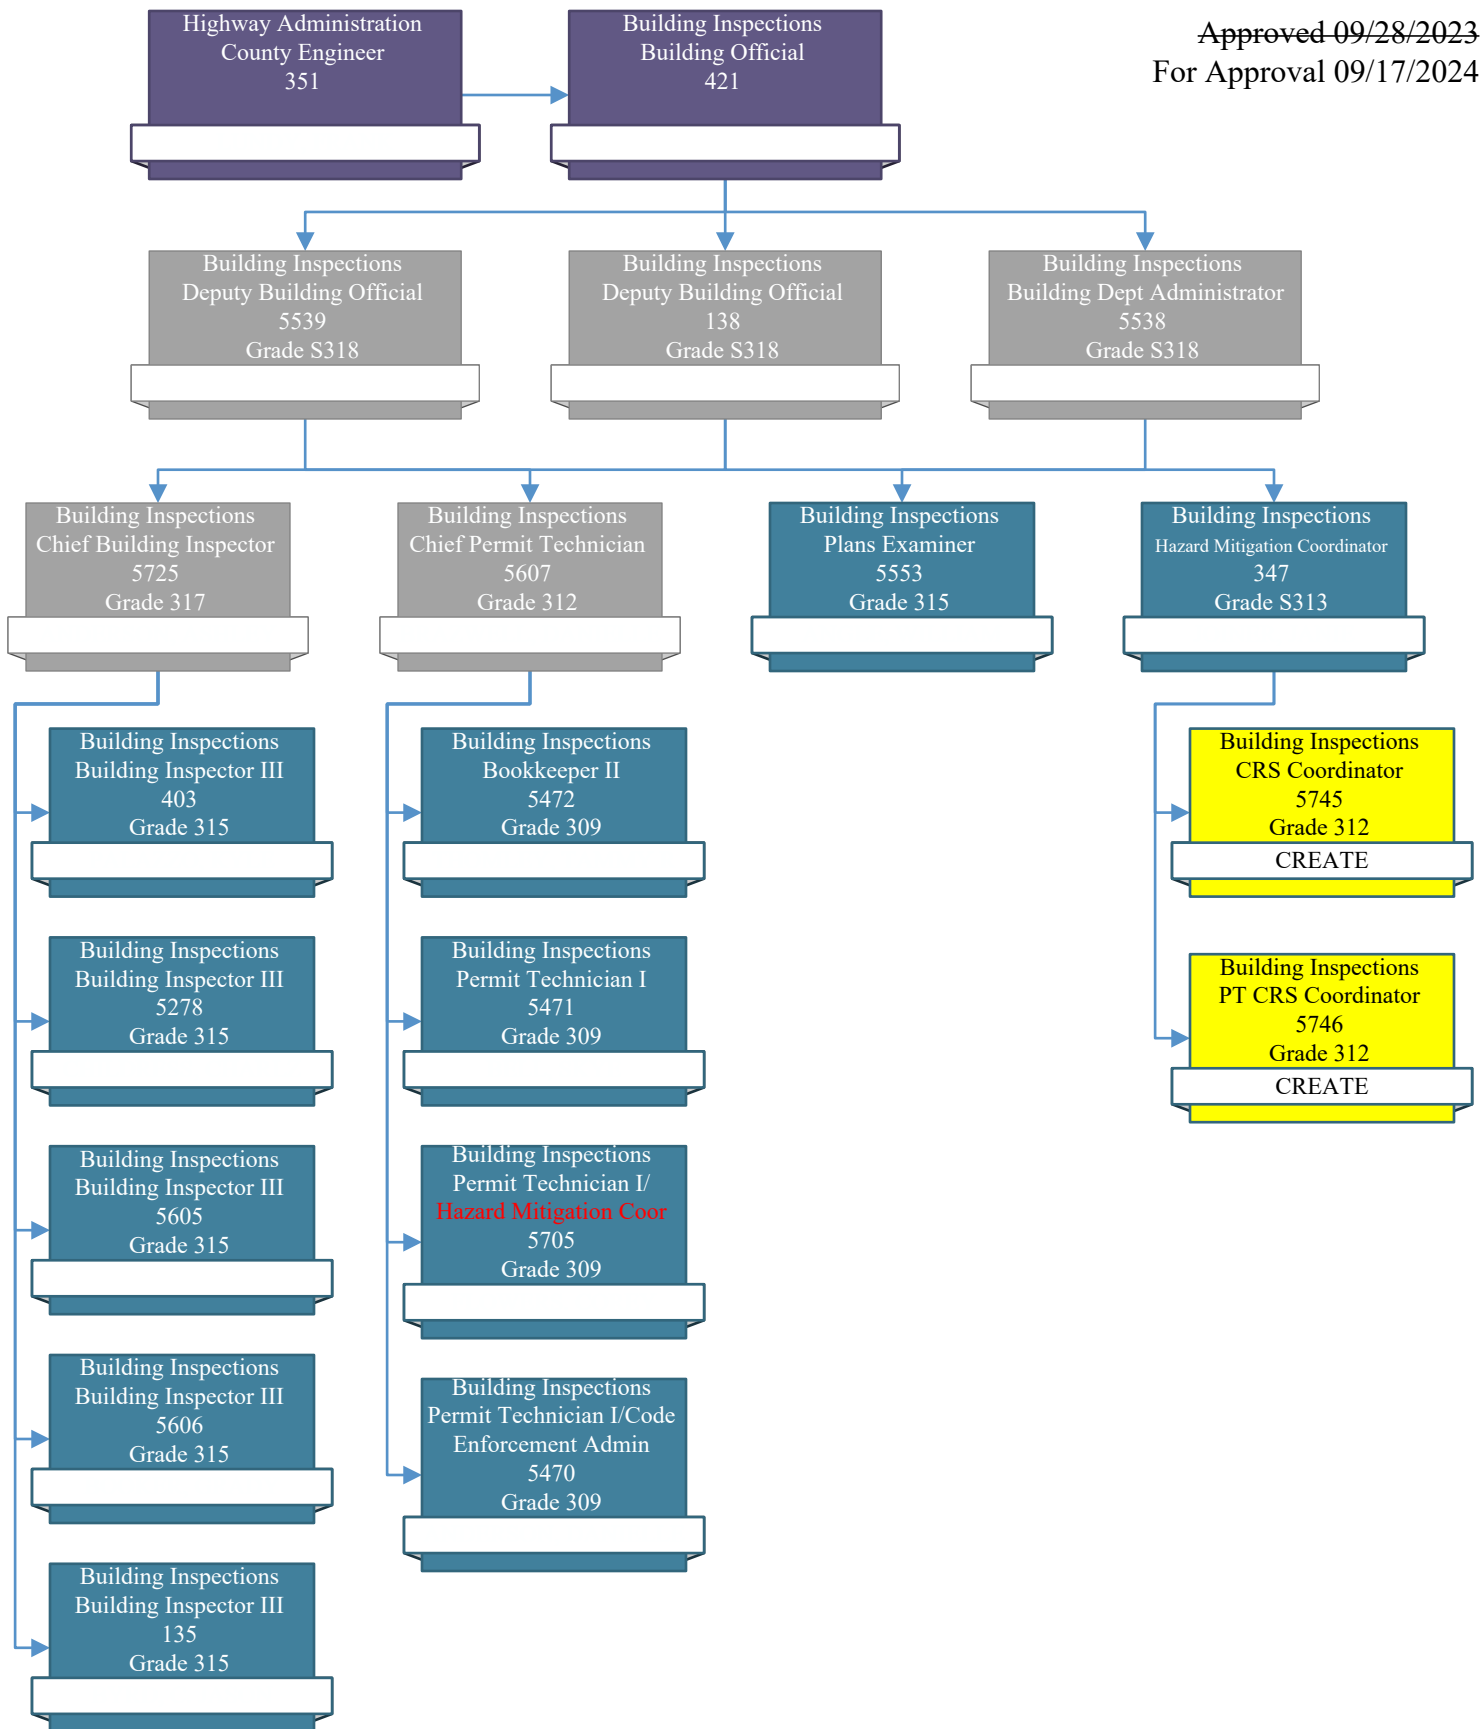 Highway Administration
County Engineer
351
Building Inspections
Building Official
421
Approved 09/28/2023
For Approval 09/17/2024
Building Inspections
Deputy Building Official
5539
Grade S318
Building Inspections
Deputy Building Official
138
Grade S318
Building Inspections
Building Dept Administrator
5538
Grade S318
Building Inspections
Chief Building Inspector
5725
Grade 317
Building Inspections
Chief Permit Technician
5607
Grade 312
Building Inspections
Plans Examiner
5553
Grade 315
Building Inspections
Hazard Mitigation Coordinator
347
Grade S313
Building Inspections
Building Inspector III
403
Grade 315
Building Inspections
Bookkeeper II
5472
Grade 309
Building Inspections
CRS Coordinator
5745
Grade 312
CREATE
Building Inspections
Building Inspector III
5278
Grade 315
Building Inspections
Permit Technician I
5471
Grade 309
Building Inspections
PT CRS Coordinator
5746
Grade 312
CREATE
Building Inspections
Building Inspector III
5605
Grade 315
Building Inspections
Permit Technician I/
Hazard Mitigation Coor
5705
Grade 309
Building Inspections
Building Inspector III
5606
Grade 315
Building Inspections
Permit Technician I/Code
Enforcement Admin
5470
Grade 309
Building Inspections
Building Inspector III
135
Grade 315